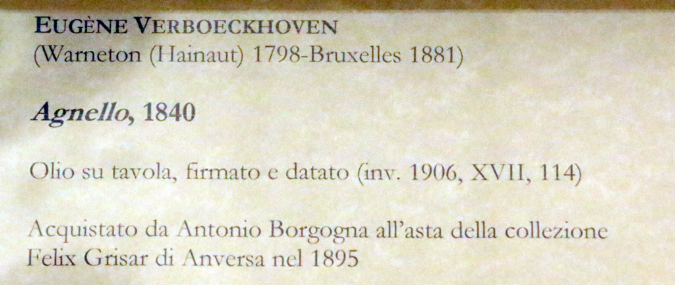 EUGÈNE VERBOECKHOVEN
(Warneton (Hainaut) 1798-Bruxelles 1881)
Agnello, 1840
Olio su tavola, firmato e datato (inv. 1906, XVII, 114)
Acquistato da Antonio Borgogna all'asta della collezione
Felix Grisar di Anversa nel 1895